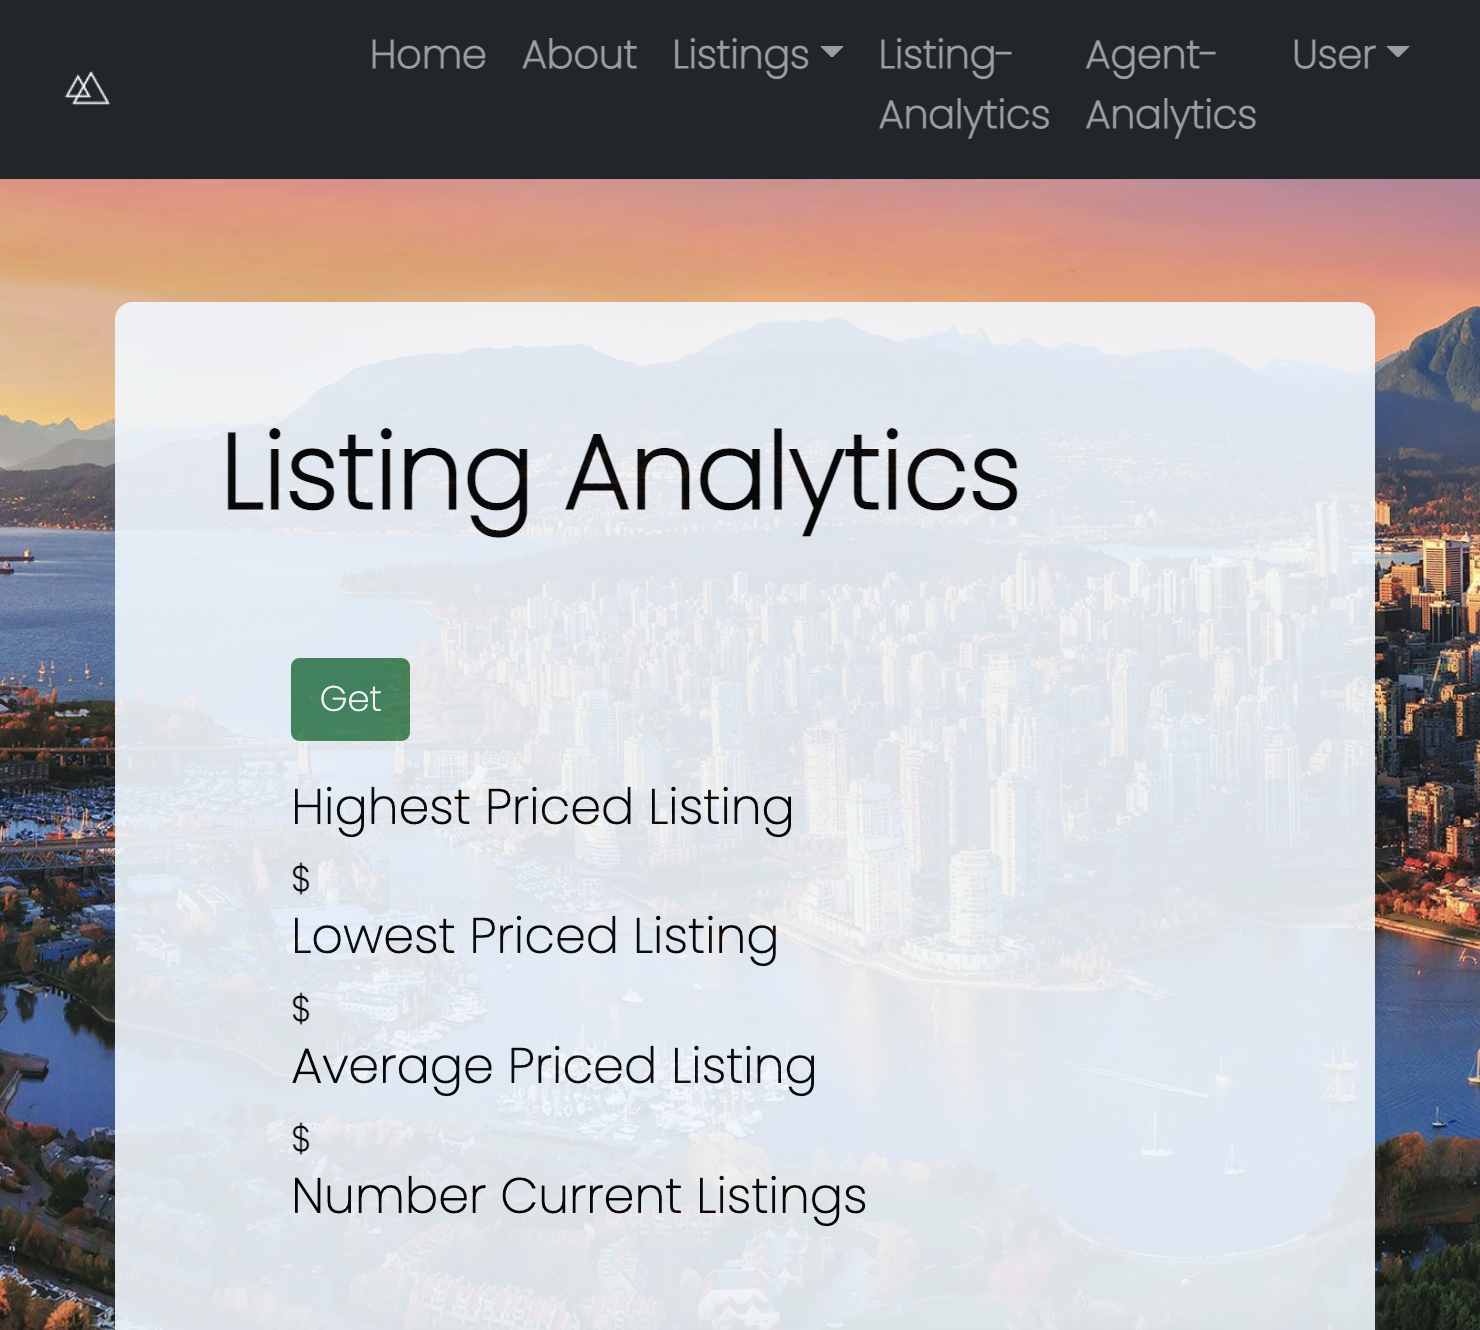 Home About Listings Listing- Agent- User
Analytics Analytics
Listing Analytics
Get
Highest Priced Listing
$
Lowest Priced Listing
$
Average Priced Listing
$
Number Current Listings